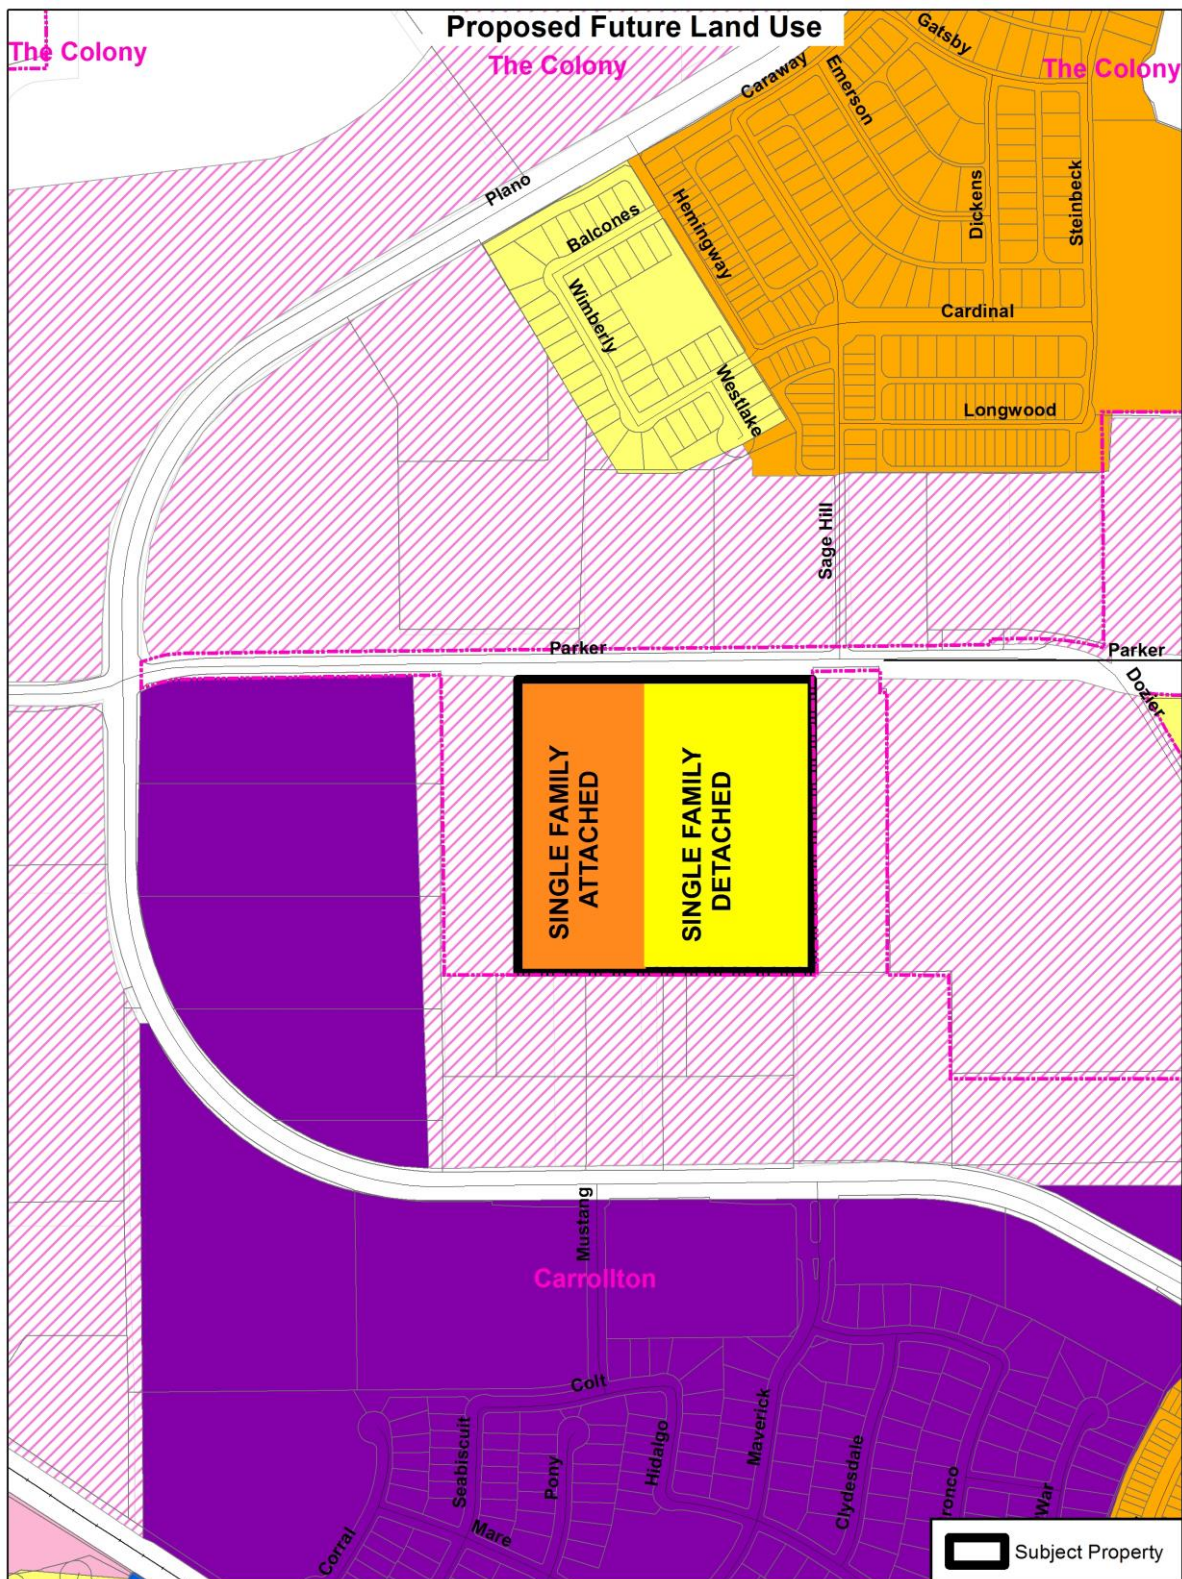 Proposed Future Land Use
The Colony
The Colony
The Colony
Gatsby
Caraway
Emerson
Plano
Balcones
Hemingway
Dickens
Steinbeck
Wimberly
Cardinal
Westlake
Longwood
Sage Hill
Parker
Parker
Dozier
SINGLE FAMILY
ATTACHED
SINGLE FAMILY
DETACHED
Mustang
Carrollton
Colt
Seabiscuit
Pony
Hidalgo
Maverick
Clydesdale
ronco
War
Corral
Mare
Subject Property